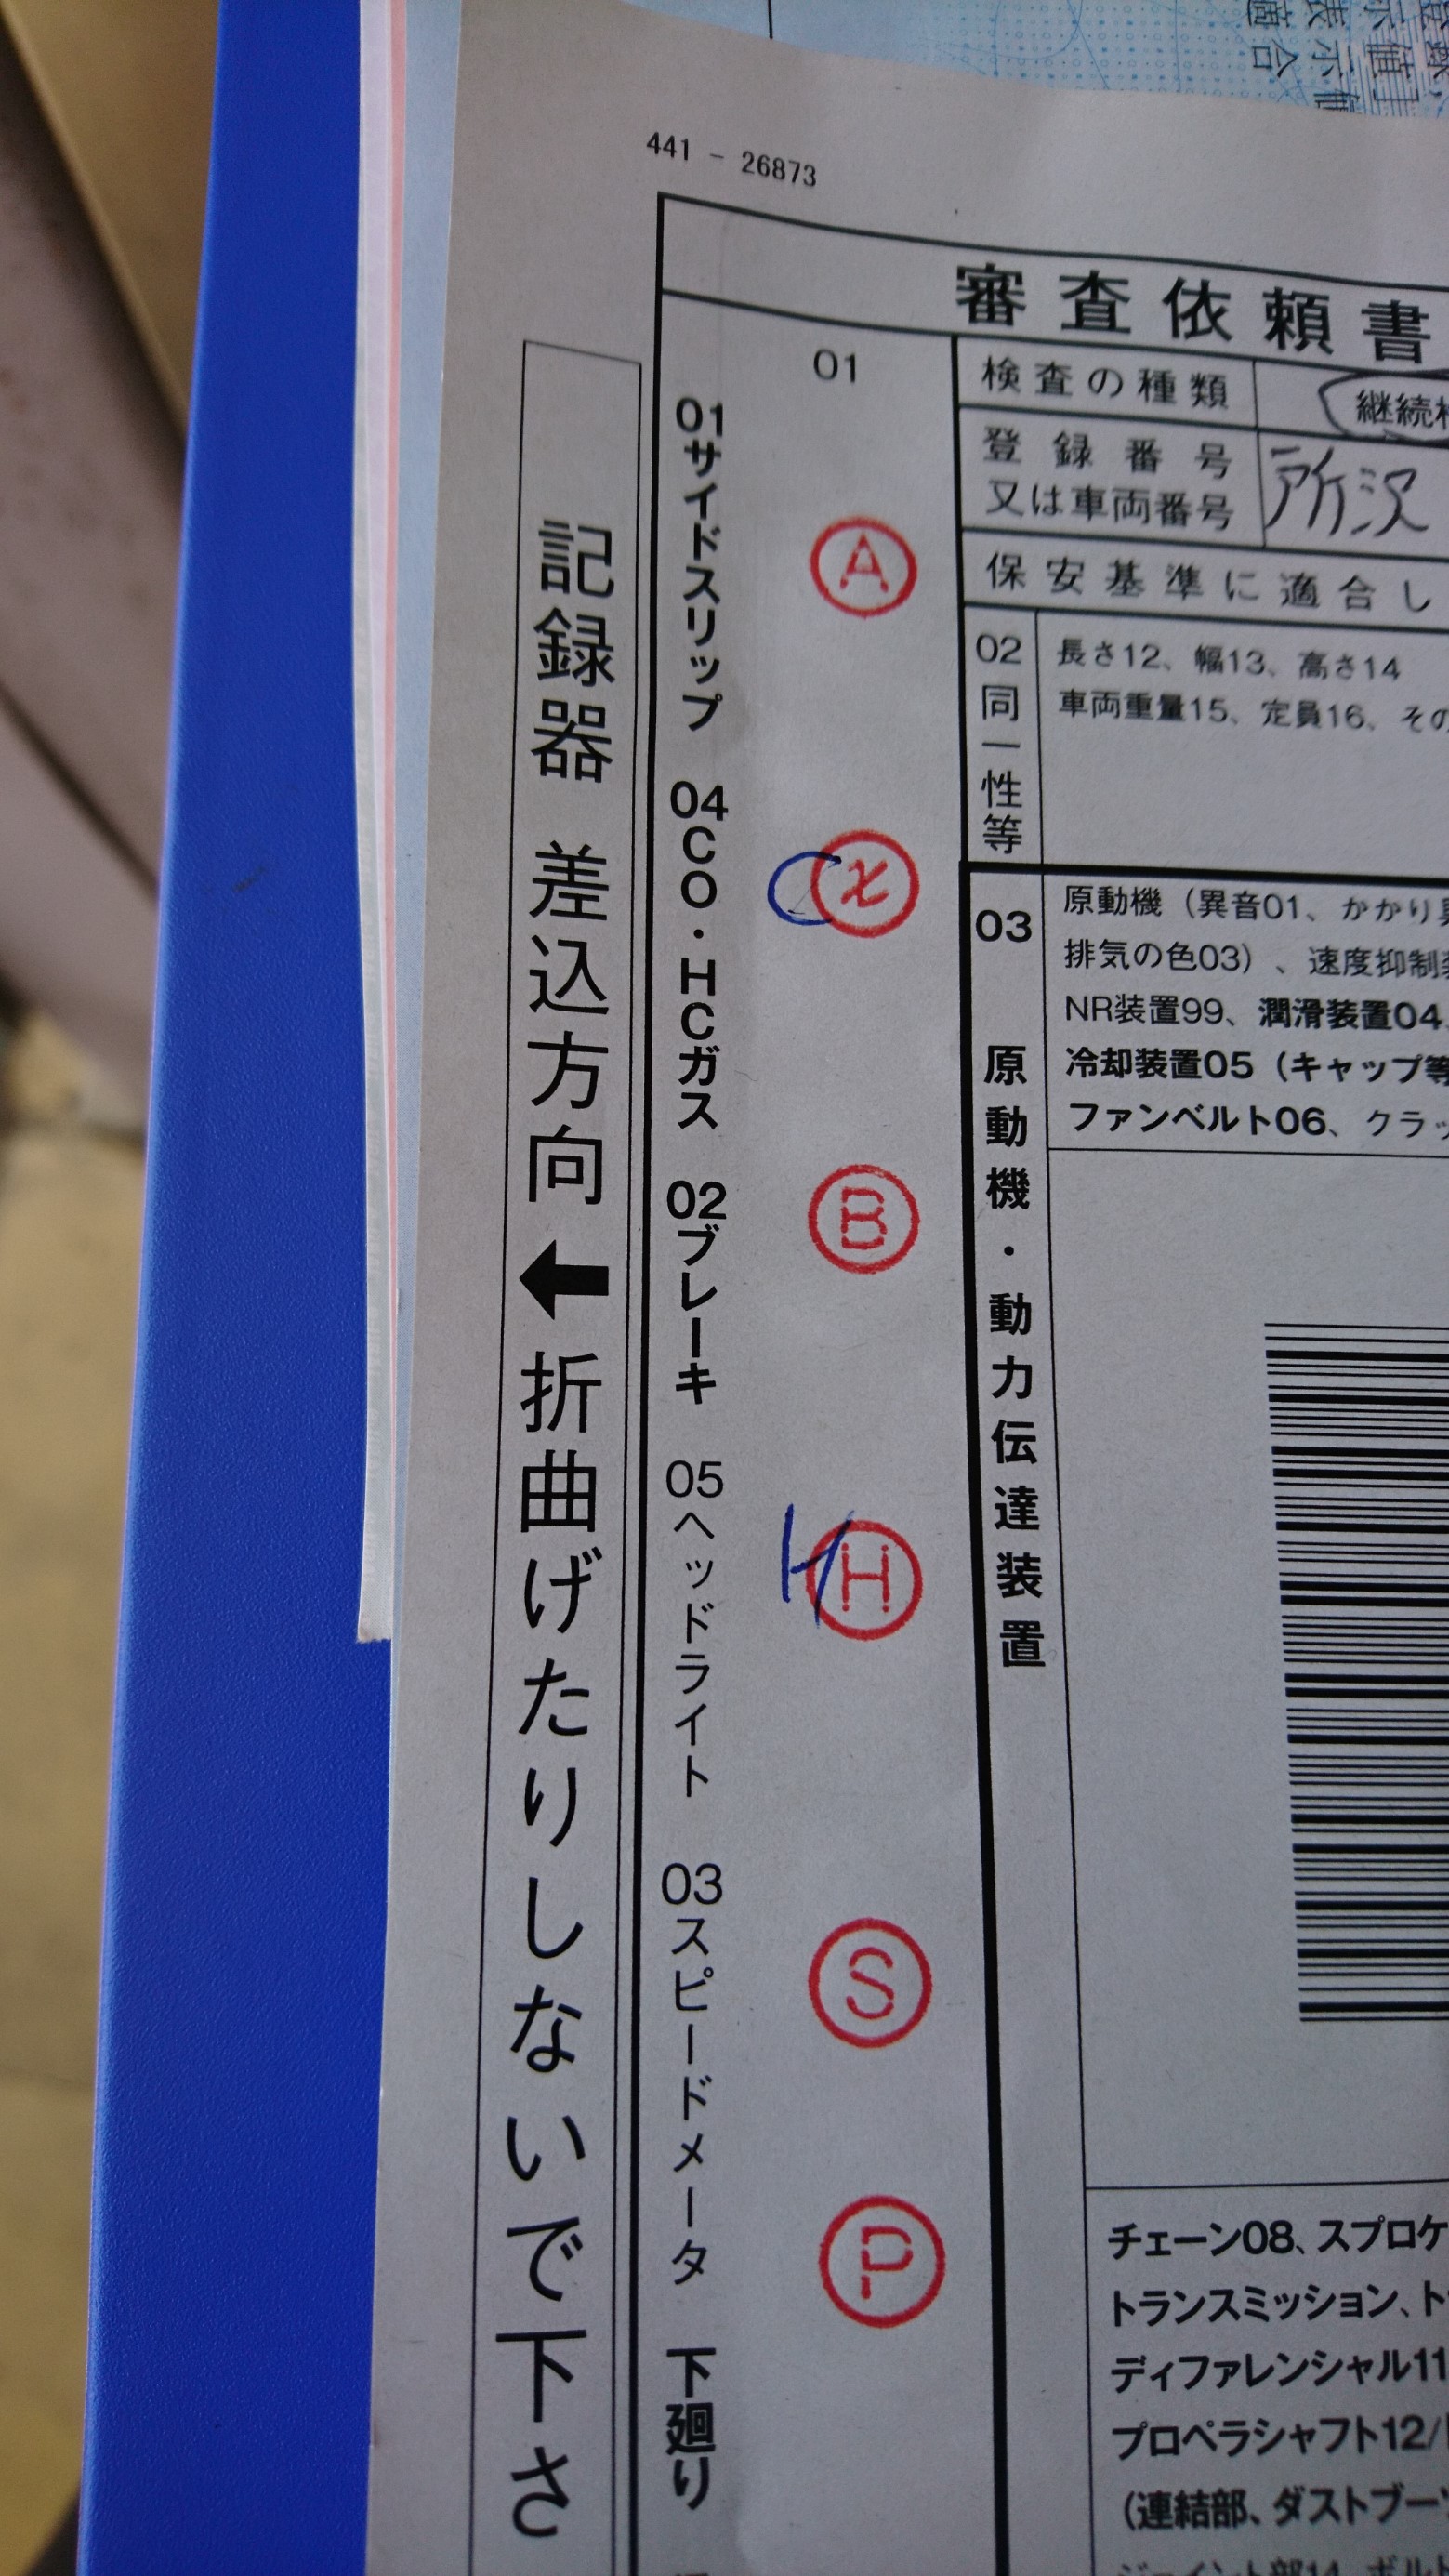 441 - 26873
審査依頼書
01
検査の種類
継続
登録番号
又は車両番号
所沢
保安基準に適合し
02 同一性等
長さ12、幅13、高さ14
車両重量15、定員16、その
03 原動機・動力伝達装置
原動機（異音01、かかり
排気の色03）、速度抑制
NR装置99、潤滑装置04
冷却装置05（キャップ等
ファンベルト06、クラッ
チェーン08、スプロケ
トランスミッション、ト
ディファレンシャル11
プロペラシャフト12/
（連結部、ダストブー
記録器 差込方向 ← 折曲げたりしないで下さ
01サイドスリップ
A
04CO・HCガス
C
X
02ブレーキ
B
05ヘッドライト
H
H
03スピードメータ
S
下廻り
P